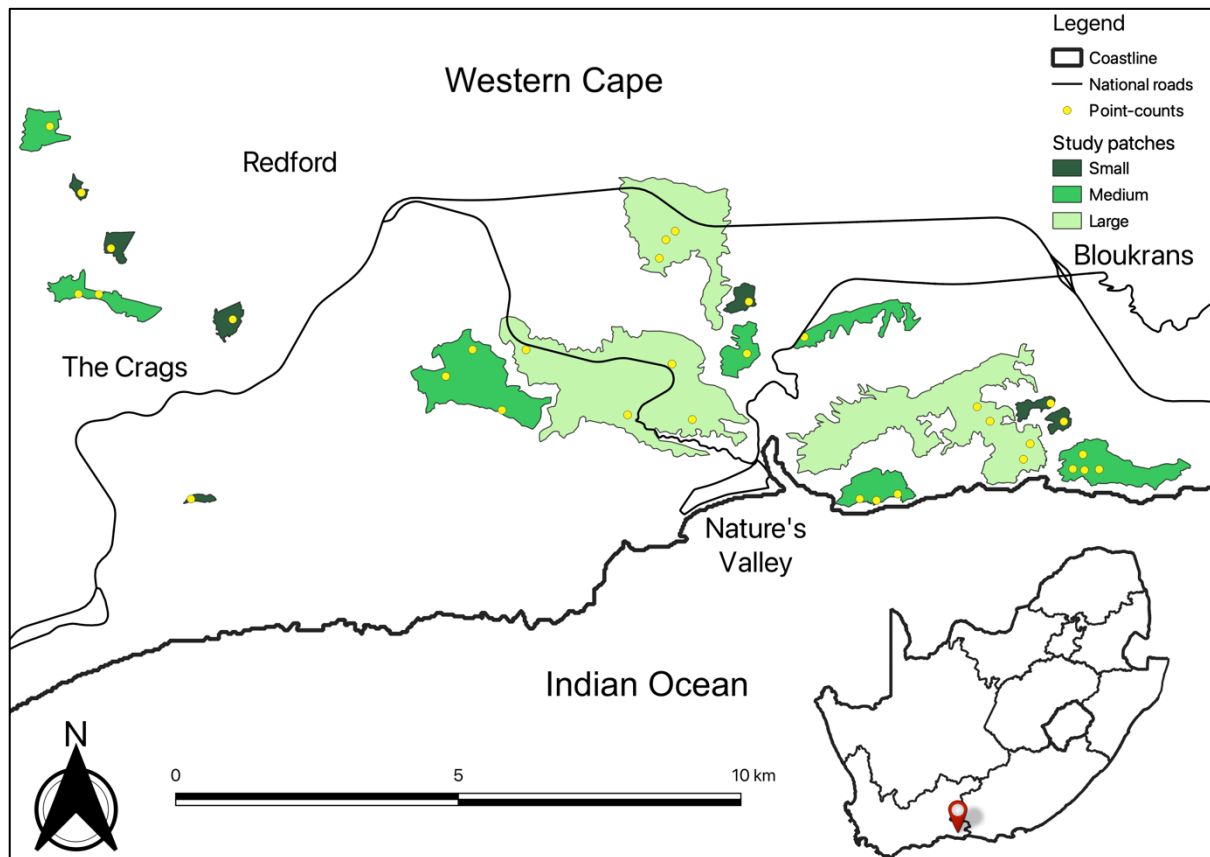 Legend
Coastline
National roads
Point-counts
Study patches
Small
Medium
Large
Western Cape
Redford
Bloukrans
The Crags
Nature's
Valley
Indian Ocean
N
0 5 10 km